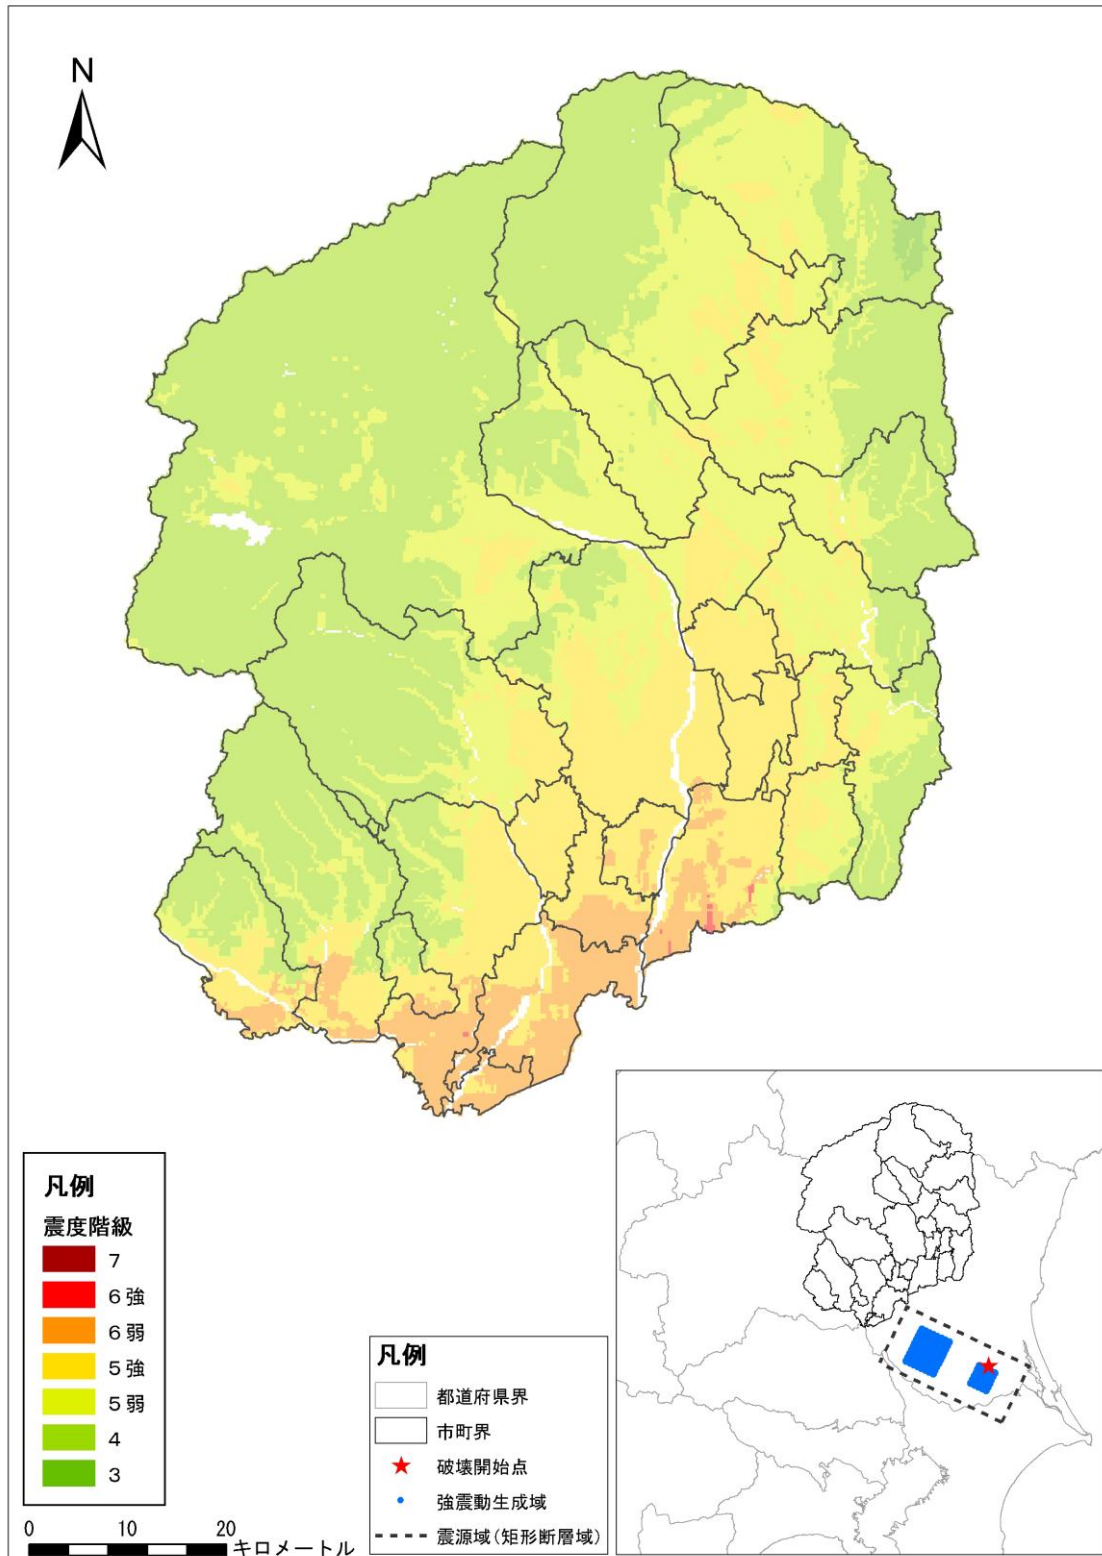 N
凡例
震度階級
7
6強
6弱
5強
5弱
4
3
0 10 20
キロメートル
凡例
都道府県界
市町界
破壊開始点
強震動生成域
震源域(矩形断層域)